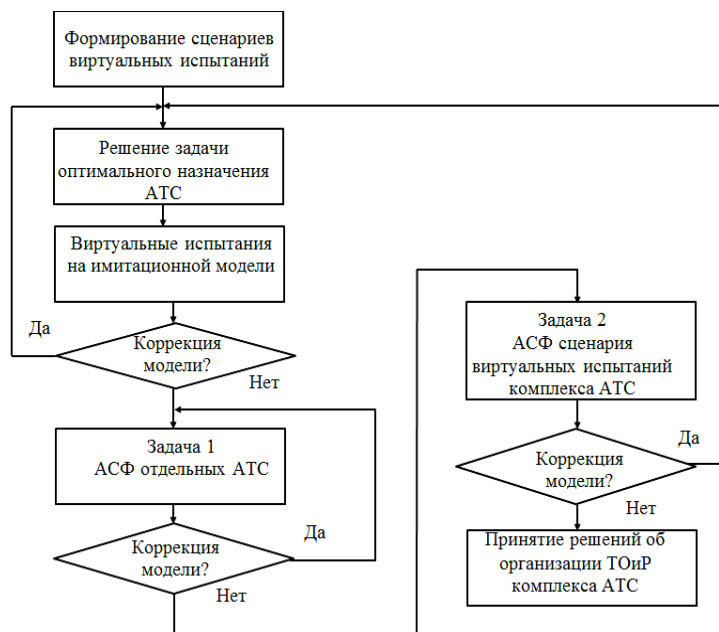 Формирование сценариев
виртуальных испытаний
Решение задачи
оптимального назначения
АТС
Виртуальные испытания
на имитационной модели
Да
Коррекция
модели?
Нет
Задача 1
АСФ отдельных АТС
Да
Коррекция
модели?
Нет
Задача 2
АСФ сценария
виртуальных испытаний
комплекса АТС
Да
Коррекция
модели?
Нет
Принятие решений об
организации ТОиР
комплекса АТС